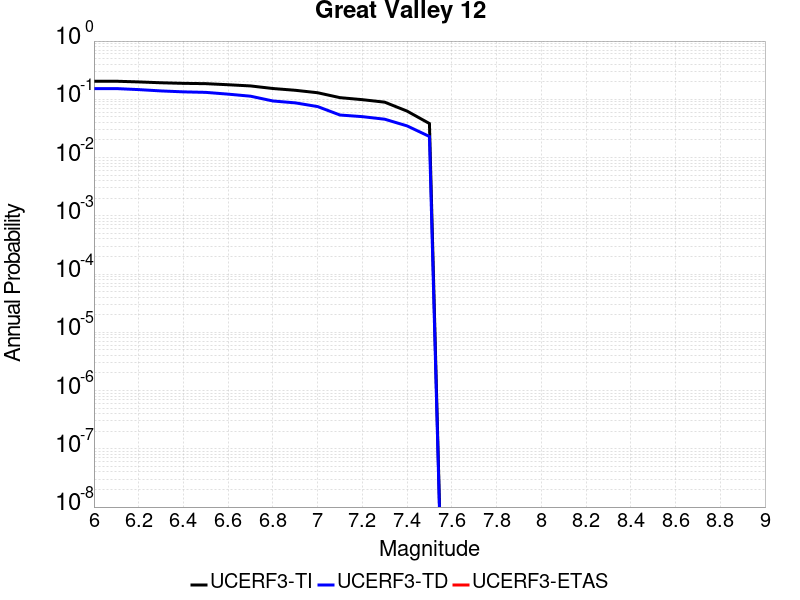 Great Valley 12
10^0
10^-1
10^-2
10^-3
10^-4
10^-5
10^-6
10^-7
10^-8
Annual Probability
6 6.2 6.4 6.6 6.8 7 7.2 7.4 7.6 7.8 8 8.2 8.4 8.6 8.8 9
Magnitude
UCERF3-TI UCERF3-TD UCERF3-ETAS